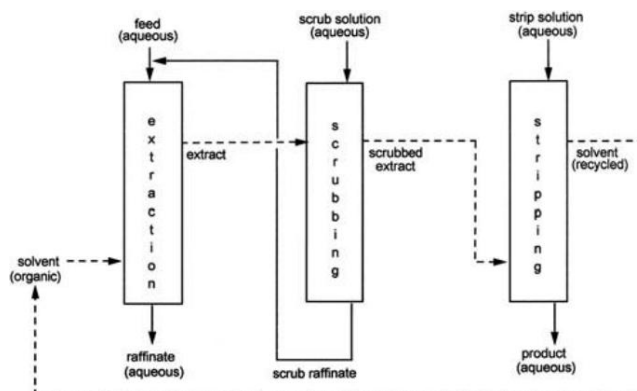 feed
(aqueous)
scrub solution
(aqueous)
strip solution
(aqueous)
extraction
scrubbing
stripping
extract
scrubbed
extract
solvent
(recycled)
solvent
(organic)
raffinate
(aqueous)
scrub raffinate
product
(aqueous)